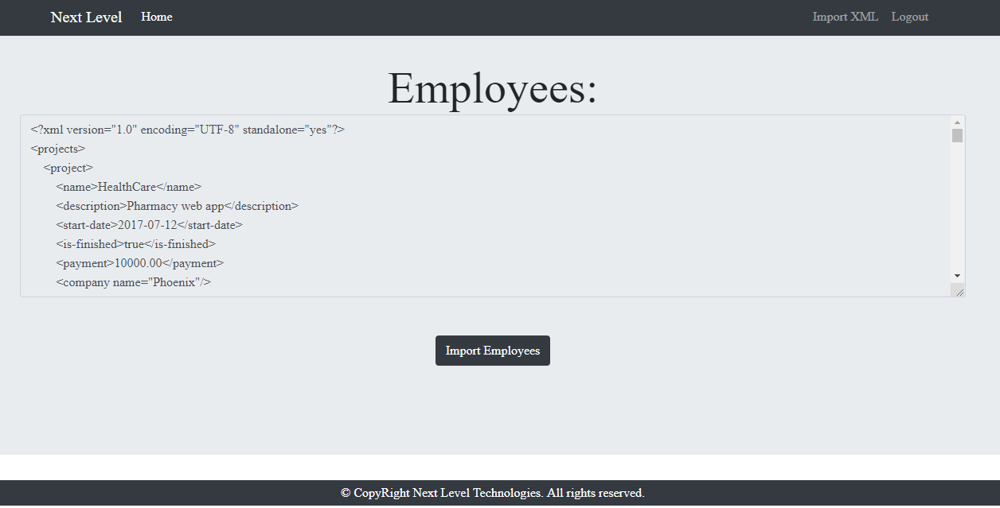 Next Level Home Import XML Logout
Employees:
<?xml version="1.0" encoding="UTF-8" standalone="yes"?>
<projects>
<project>
<name>HealthCare</name>
<description>Pharmacy web app</description>
<start-date>2017-07-12</start-date>
<is-finished>true</is-finished>
<payment>10000.00</payment>
<company name="Phoenix"/>
Import Employees
© CopyRight Next Level Technologies. All rights reserved.